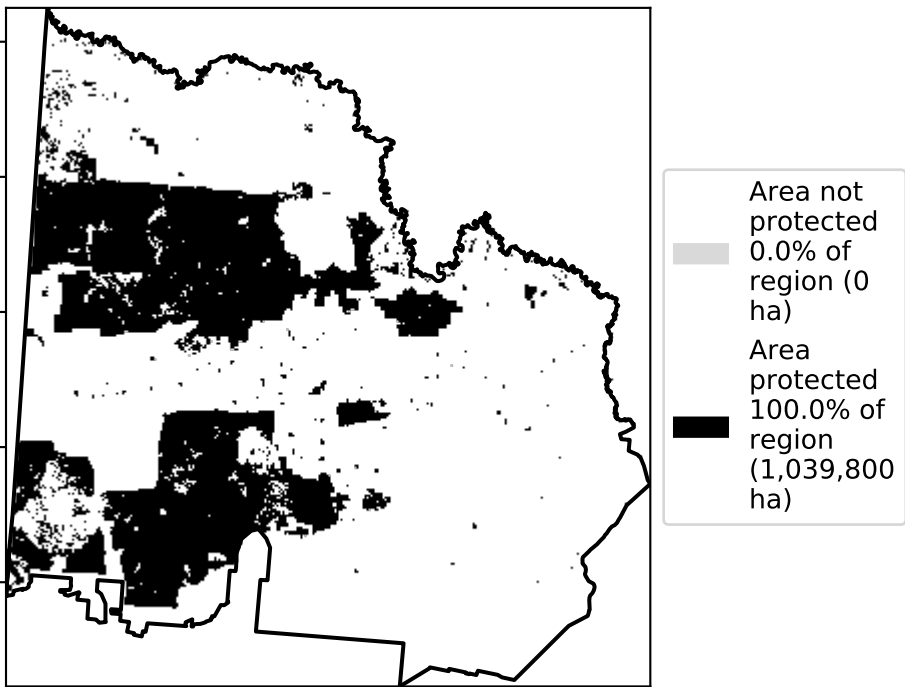 Area not
protected
0.0% of
region (0
ha)
Area
protected
100.0% of
region
(1,039,800
ha)